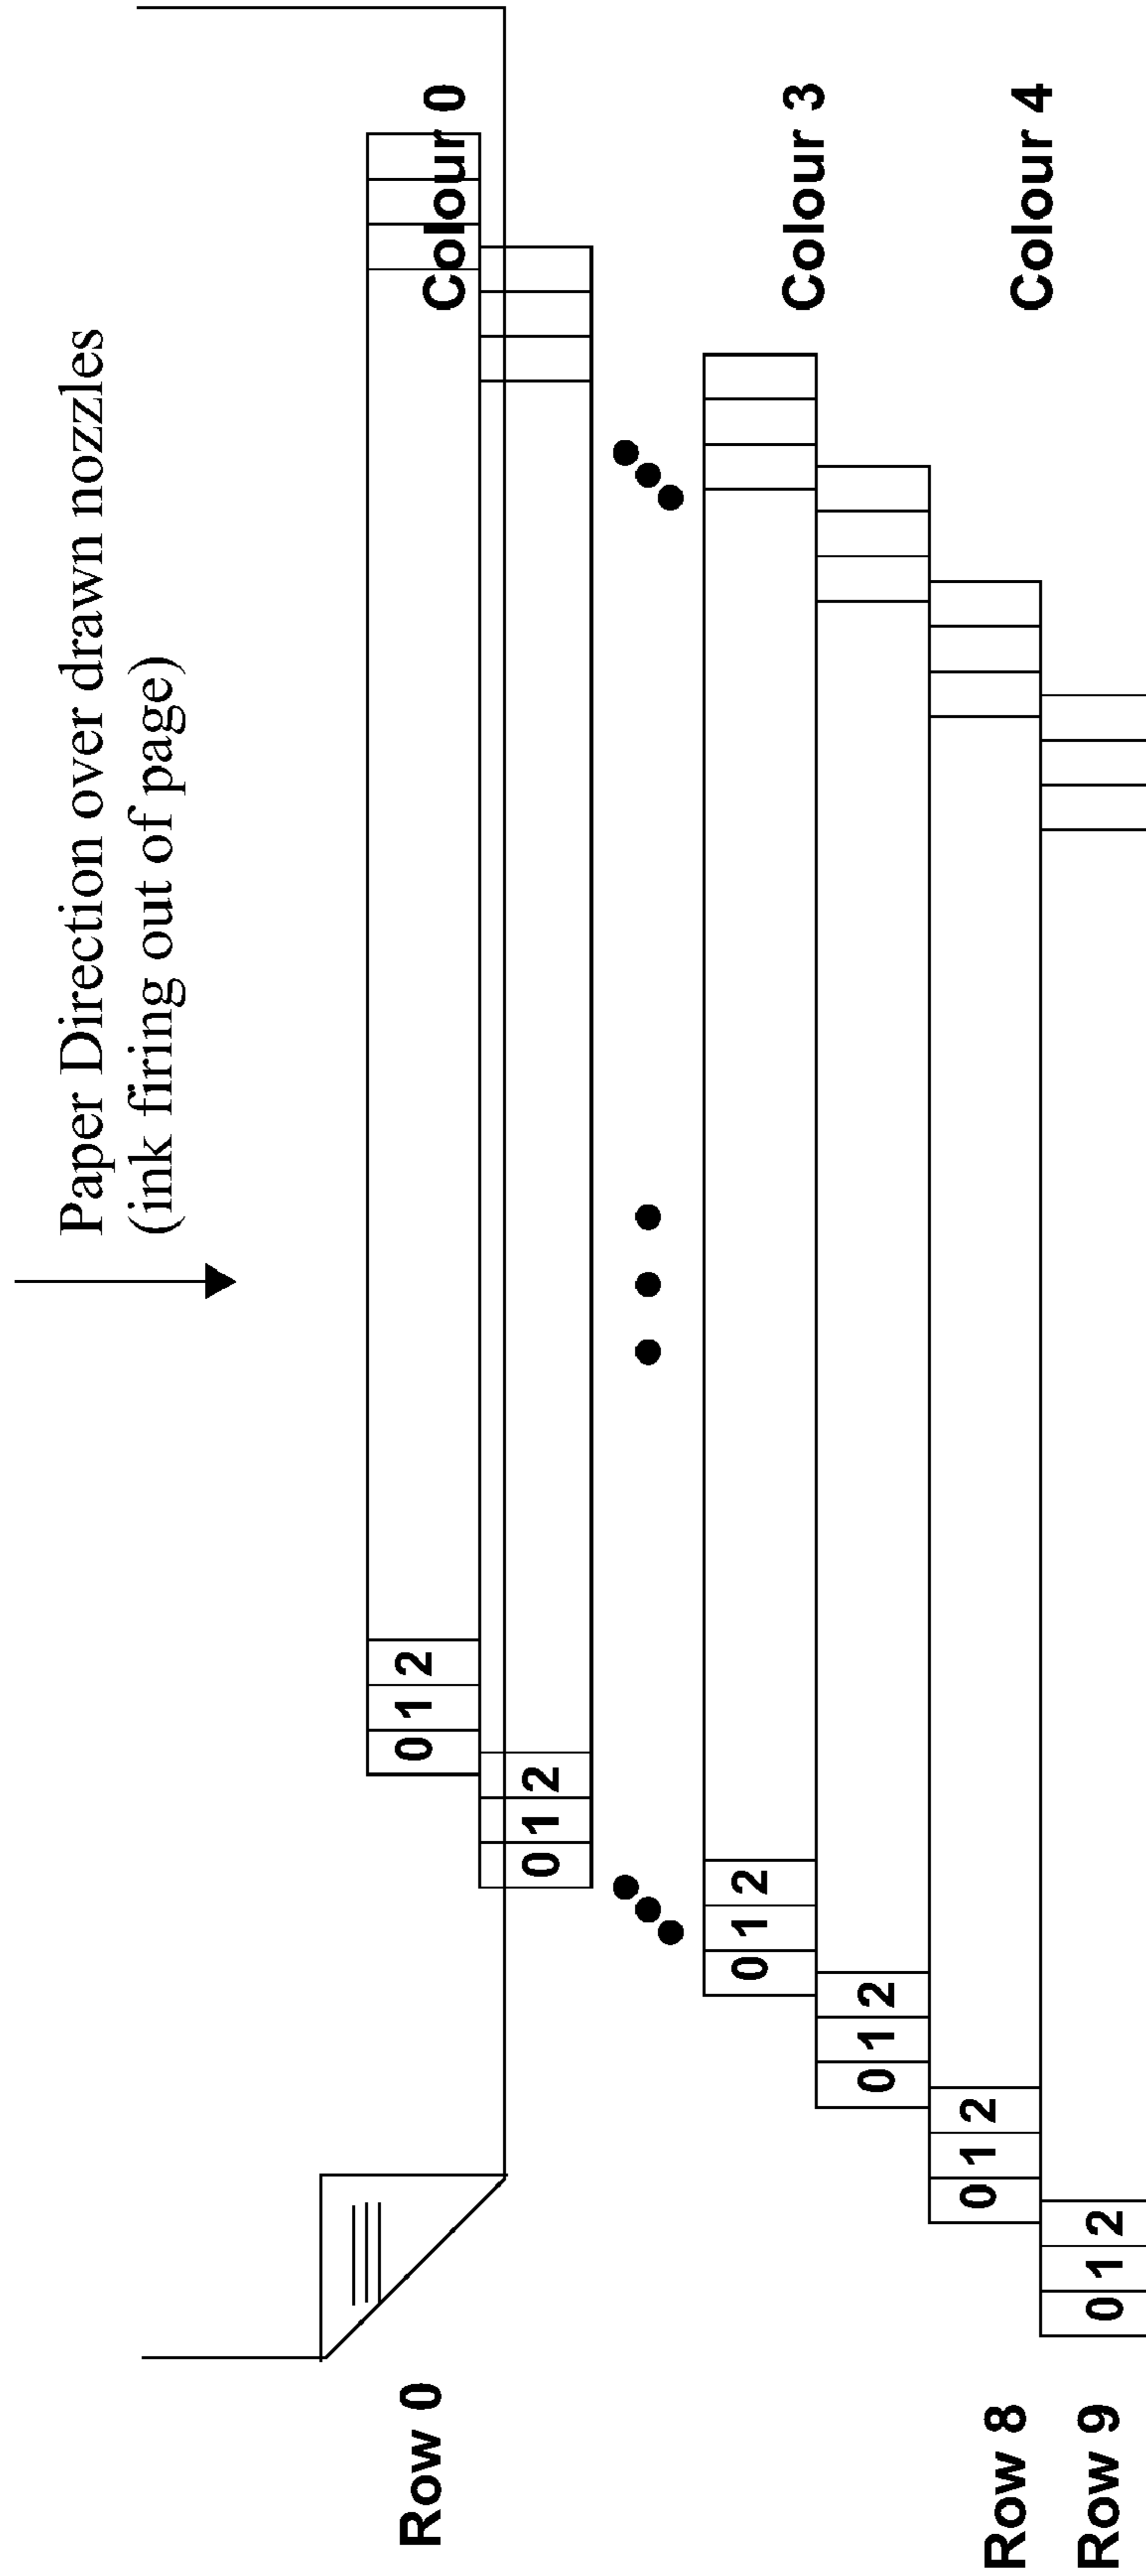 Paper Direction over drawn nozzles
(ink firing out of page)
Row 0
0 1 2
Colour 0
0 1 2
0 1 2
Colour 3
0 1 2
Row 8
0 1 2
Colour 4
Row 9
0 1 2